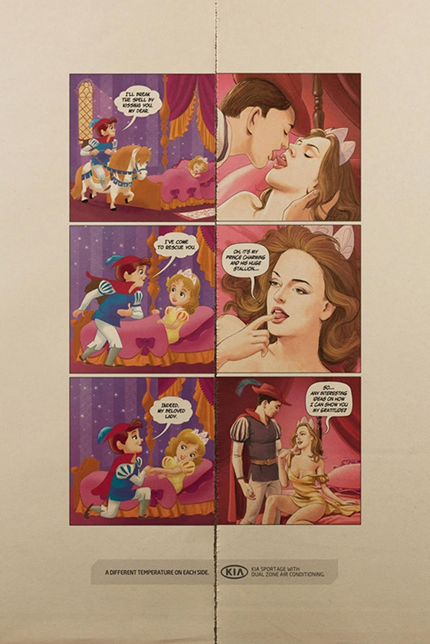 I'LL BREAK
THE SPELL BY
KISSING YOU,
MY DEAR.
I'VE COME
TO RESCUE YOU.
OH, IT'S MY
PRINCE CHARMING
AND HIS HUGE
STALLION...
INDEED,
MY BELOVED
LADY.
SO...
ANY INTERESTING
IDEAS ON HOW
I CAN SHOW YOU
MY GRATITUDE?
A DIFFERENT TEMPERATURE ON EACH SIDE.
KIA
KIA SPORTAGE WITH
DUAL ZONE AIR CONDITIONING.